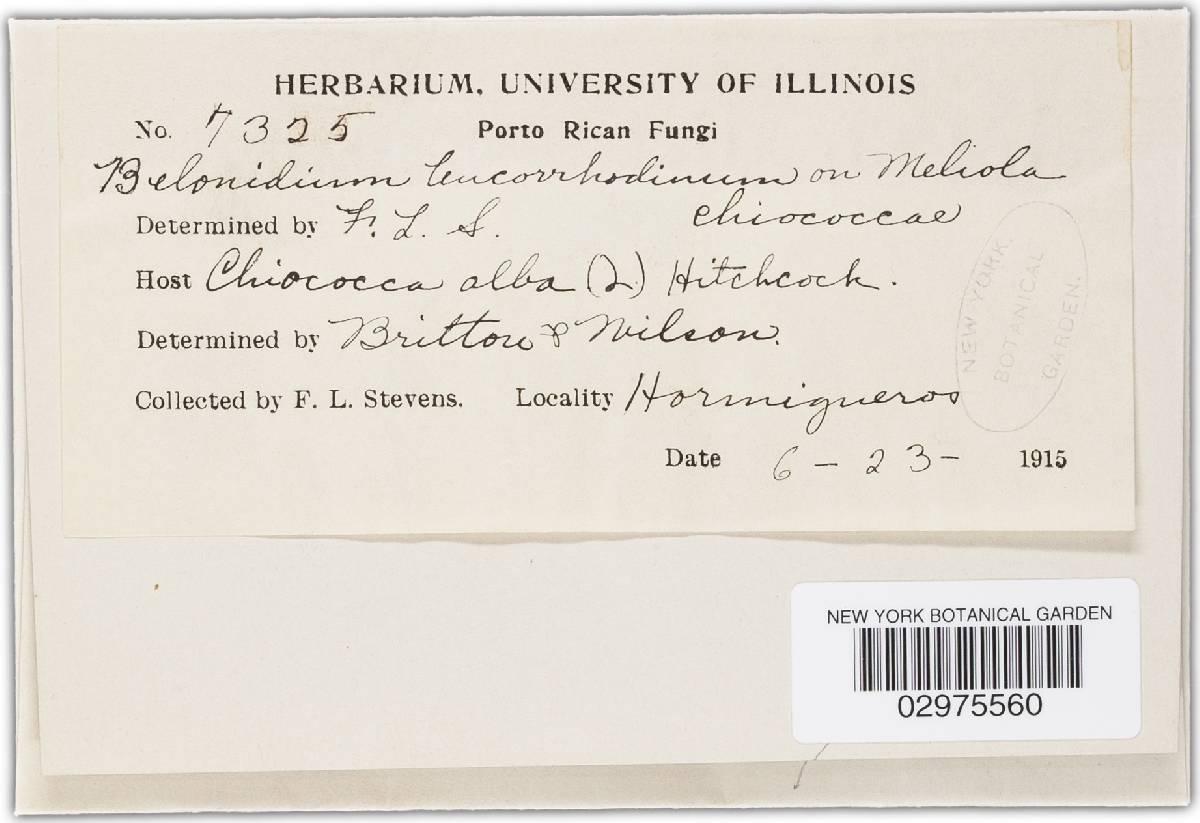 HERBARIUM, UNIVERSITY OF ILLINOIS
No. 7325 Porto Rican Fungi
Belonidium leucorrhodinum on Meliola
chiococcae
Determined by F. L. S.
Host Chiococca alba (L.) Hitchcock.
Determined by Britton & Wilson.
Collected by F. L. Stevens. Locality Hormigueros
Date 6-23- 1915
NEW YORK
BOTANICAL
GARDEN.
NEW YORK BOTANICAL GARDEN
02975560